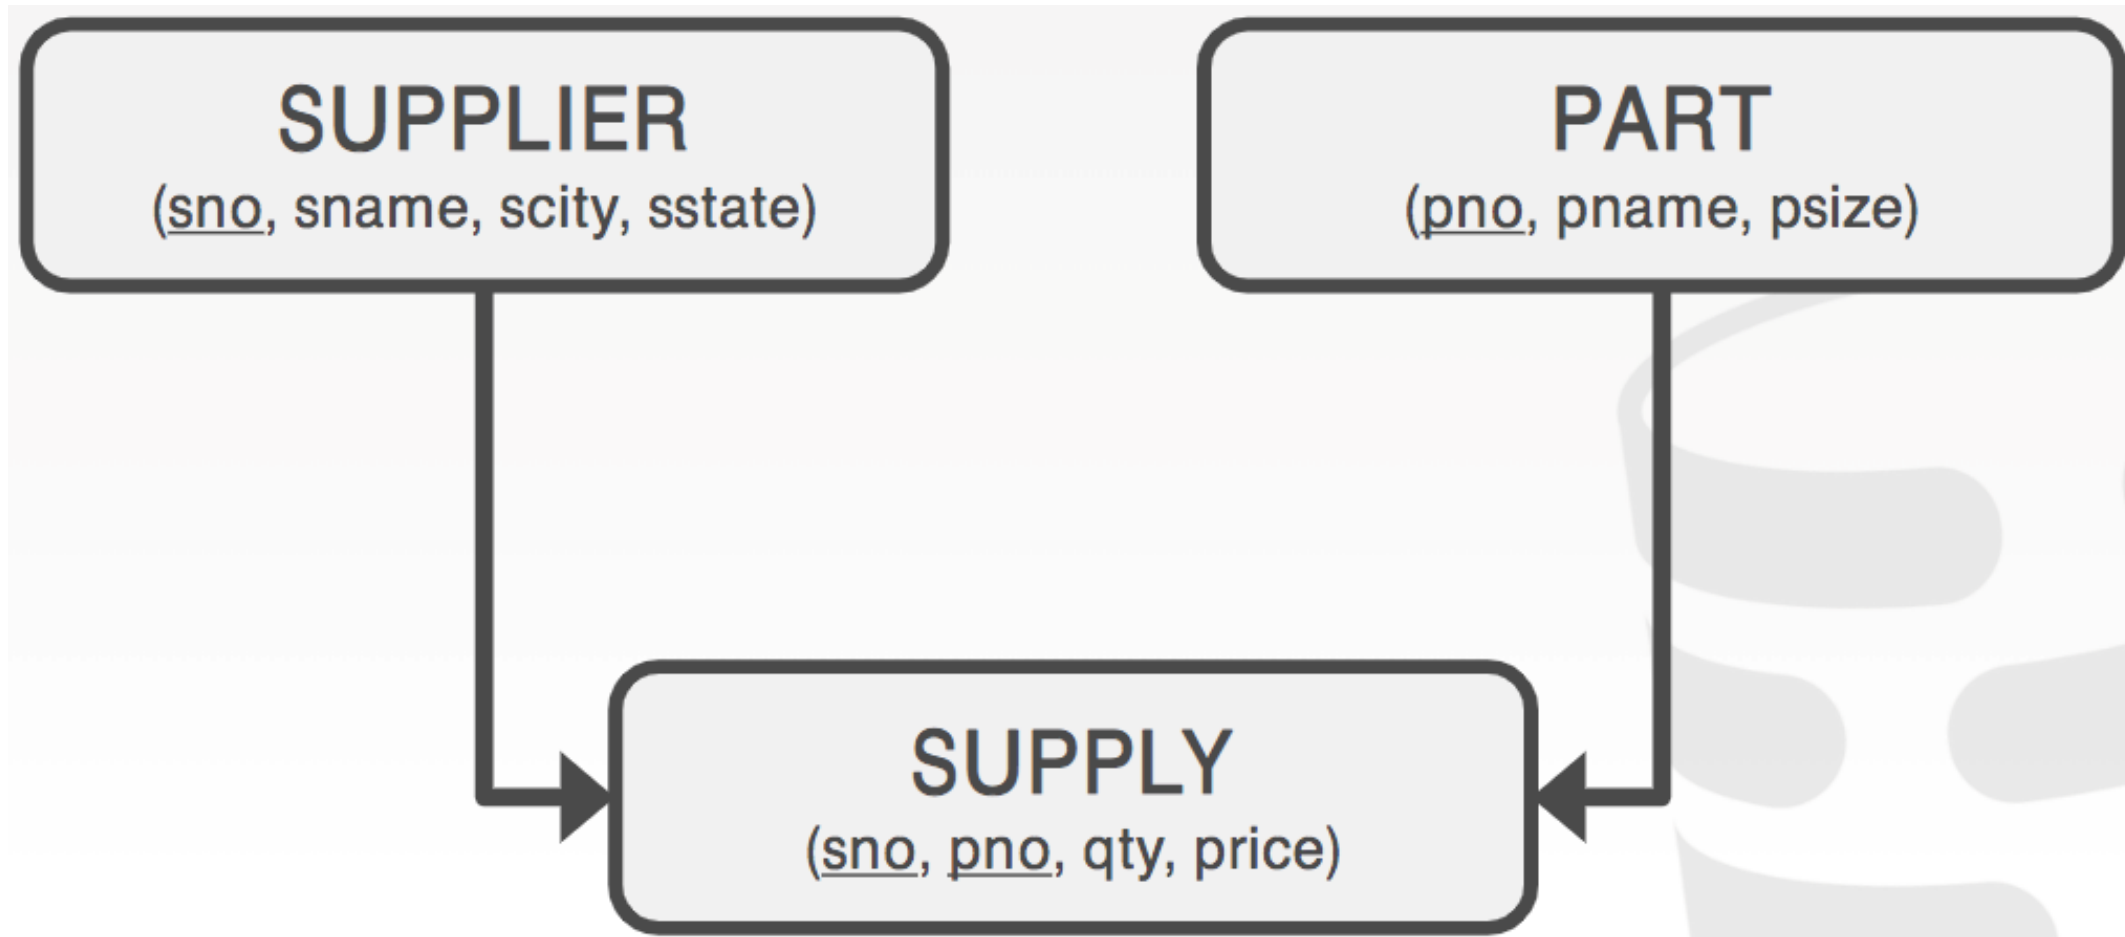 SUPPLIER
(sno, sname, scity, sstate)
PART
(pno, pname, psize)
SUPPLY
(sno, pno, qty, price)